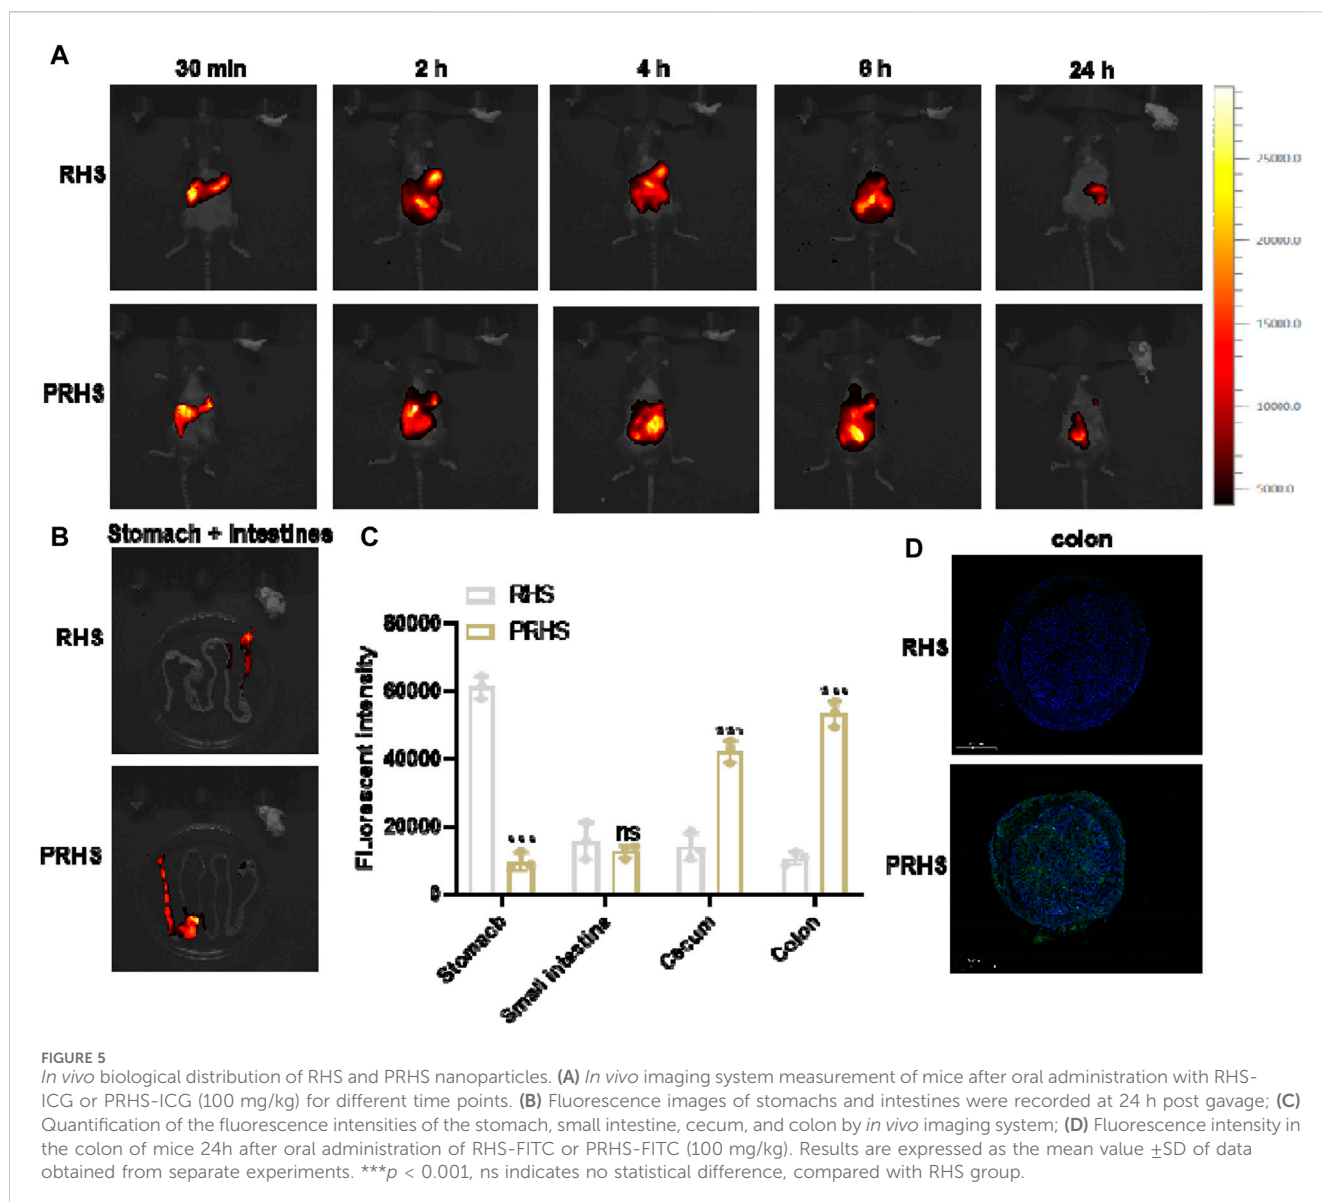 A
30 min
2 h
4 h
6 h
24 h
RHS
PRHS
25000.0
20000.0
15000.0
10000.0
5000.0
B
Stomach + Intestines
RHS
PRHS
C
RHS
PRHS
Fluorescent intensity
80000
60000
40000
20000
0
***
ns
***
***
Stomach
Small intestine
Cecum
Colon
D
colon
RHS
PRHS
FIGURE 5
In vivo biological distribution of RHS and PRHS nanoparticles. (A) In vivo imaging system measurement of mice after oral administration with RHS-
ICG or PRHS-ICG (100 mg/kg) for different time points. (B) Fluorescence images of stomachs and intestines were recorded at 24 h post gavage; (C)
Quantification of the fluorescence intensities of the stomach, small intestine, cecum, and colon by in vivo imaging system; (D) Fluorescence intensity in
the colon of mice 24h after oral administration of RHS-FITC or PRHS-FITC (100 mg/kg). Results are expressed as the mean value ±SD of data
obtained from separate experiments. ***p < 0.001, ns indicates no statistical difference, compared with RHS group.